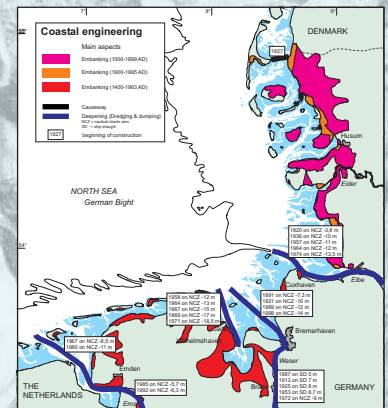 7°
8°
9°
Coastal engineering
Main aspects
Embanking (1000-1899 AD)
Embanking (1900-1995 AD)
Embanking (1400-1963 AD)
Causeway
Deepening (Dredging & dumping)
NCZ = nautical charts zero
SD = ship draught
1927
beginning of construction
DENMARK
55°
1927
Husum
Eider
NORTH SEA
German Bight
54°
1820 on NCZ -3,8 m
1936 on NCZ -10 m
1957 on NCZ -11 m
1964 on NCZ -12 m
1974 on NCZ -13,5 m
Elbe
Cuxhaven
1958 on NCZ -12 m
1964 on NCZ -13 m
1967 on NCZ -15 m
1969 on NCZ -17 m
1971 on NCZ -18,5 m
1891 on NCZ -7,3 m
1921 on NCZ -10 m
1969 on NCZ -12 m
1998 on NCZ -14 m
Wilhelmshaven
Bremerhaven
Weser
1967 on NCZ -8,5 m
1980 on NCZ -11 m
Emden
1887 on SD 5 m
1913 on SD 7 m
1925 on SD 8 m
1953 on SD 8,7 m
1972 on NCZ -9 m
THE
NETHERLANDS
1985 on NCZ -5,7 m
1992 on NCZ -6,3 m
Ems
GERMANY